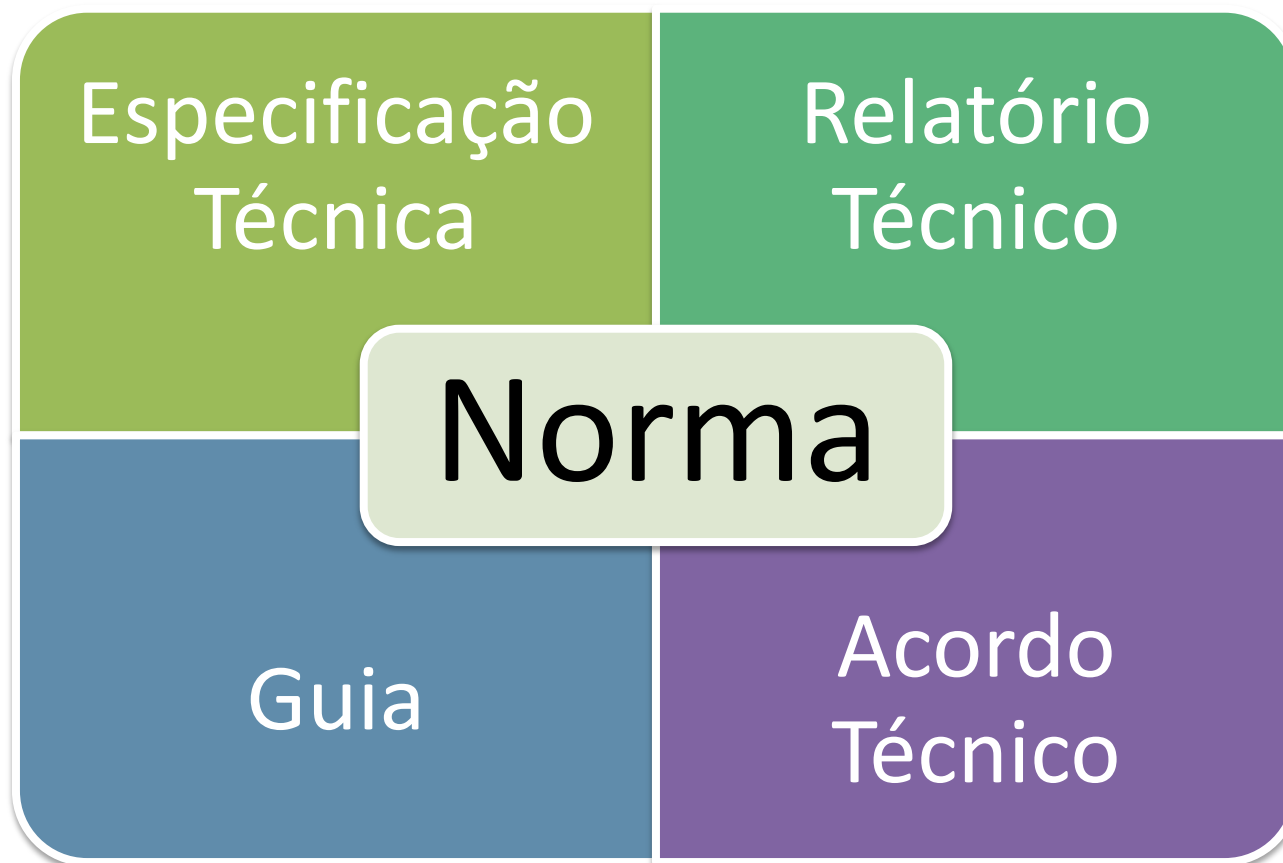 Especificação
Técnica
Relatório
Técnico
Norma
Guia
Acordo
Técnico